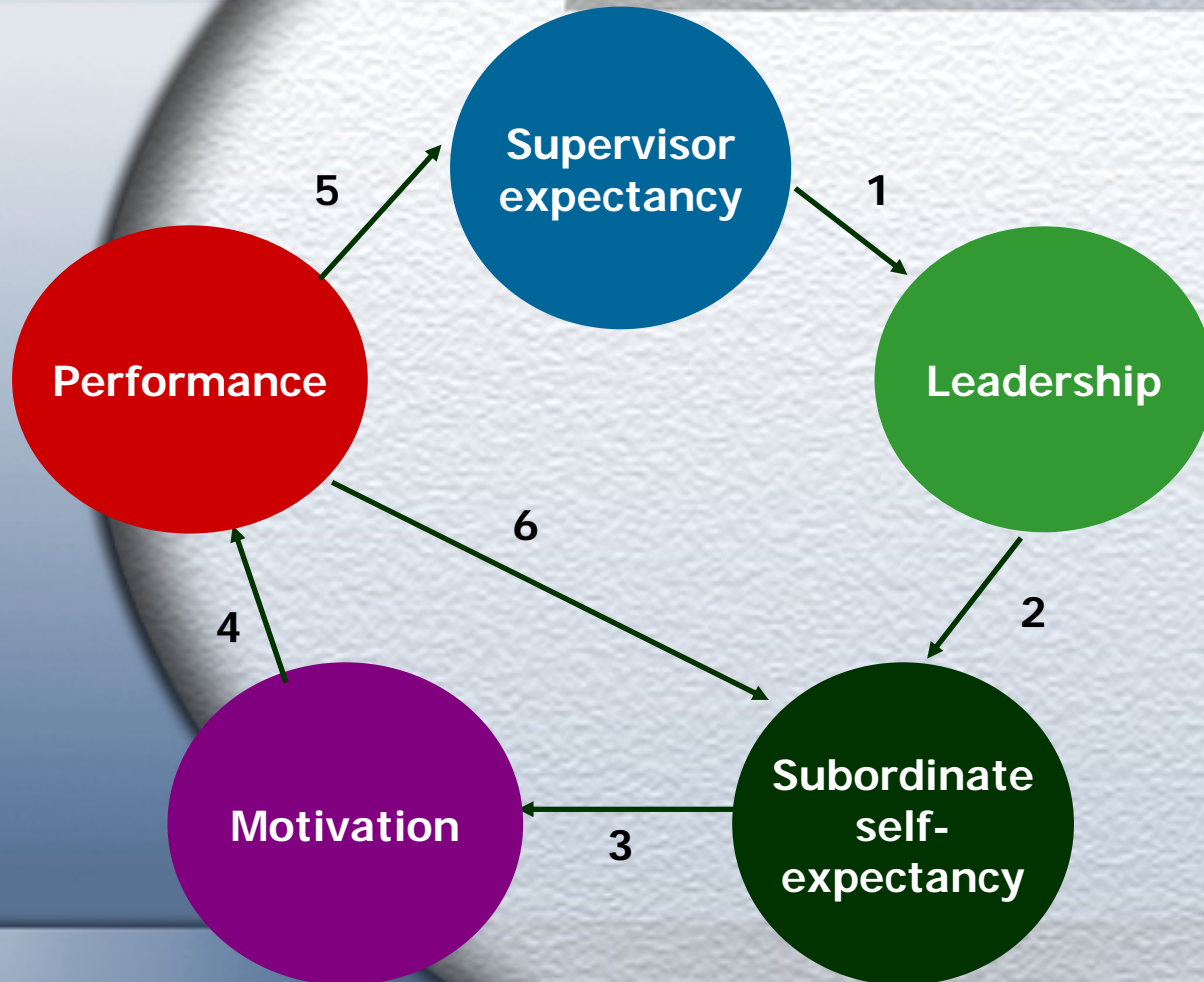 Supervisor
expectancy
5
1
Performance
Leadership
6
2
4
Subordinate
self-
expectancy
Motivation
3